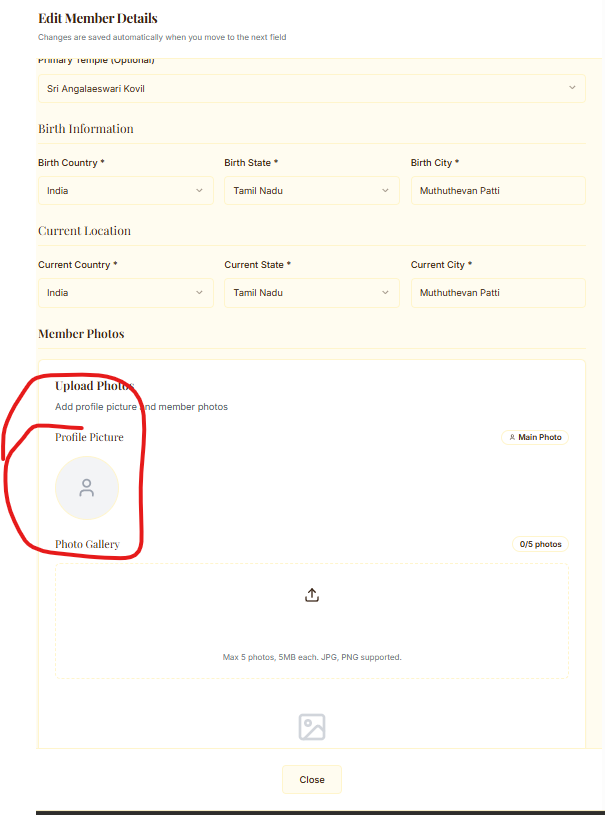 Edit Member Details
Changes are saved automatically when you move to the next field
Primary Temple (Optional)
Sri Angalaeswari Kovil
Birth Information
Birth Country * Birth State * Birth City *
India Tamil Nadu Muthuthevan Patti
Current Location
Current Country * Current State * Current City *
India Tamil Nadu Muthuthevan Patti
Member Photos
Upload Photos
Add profile picture and member photos
Profile Picture Main Photo
Photo Gallery 0/5 photos
Max 5 photos, 5MB each. JPG, PNG supported.
Close